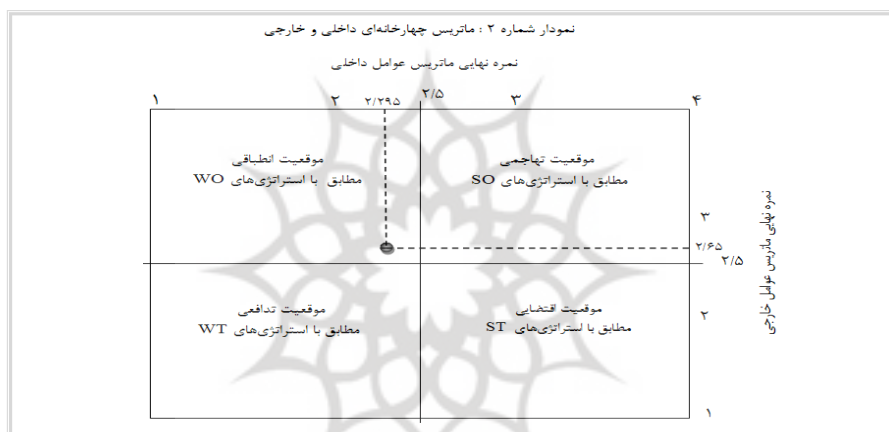 نمودار شماره ۲ : ماتریس چهارخانه‌ای داخلی و خارجی
نمره نهایی ماتریس عوامل داخلی
۴
۳
۲/۵
۲/۲۹۵
۲
۱
موقعیت تهاجمی
مطابق با استراتژی‌های SO
موقعیت انطباقی
مطابق با استراتژی‌های WO
نمره نهایی ماتریس عوامل خارجی
۳
۲/۶۵
۲/۵
موقعیت اقتضایی
مطابق با استراتژی‌های ST
موقعیت تدافعی
مطابق با استراتژی‌های WT
۲
۱